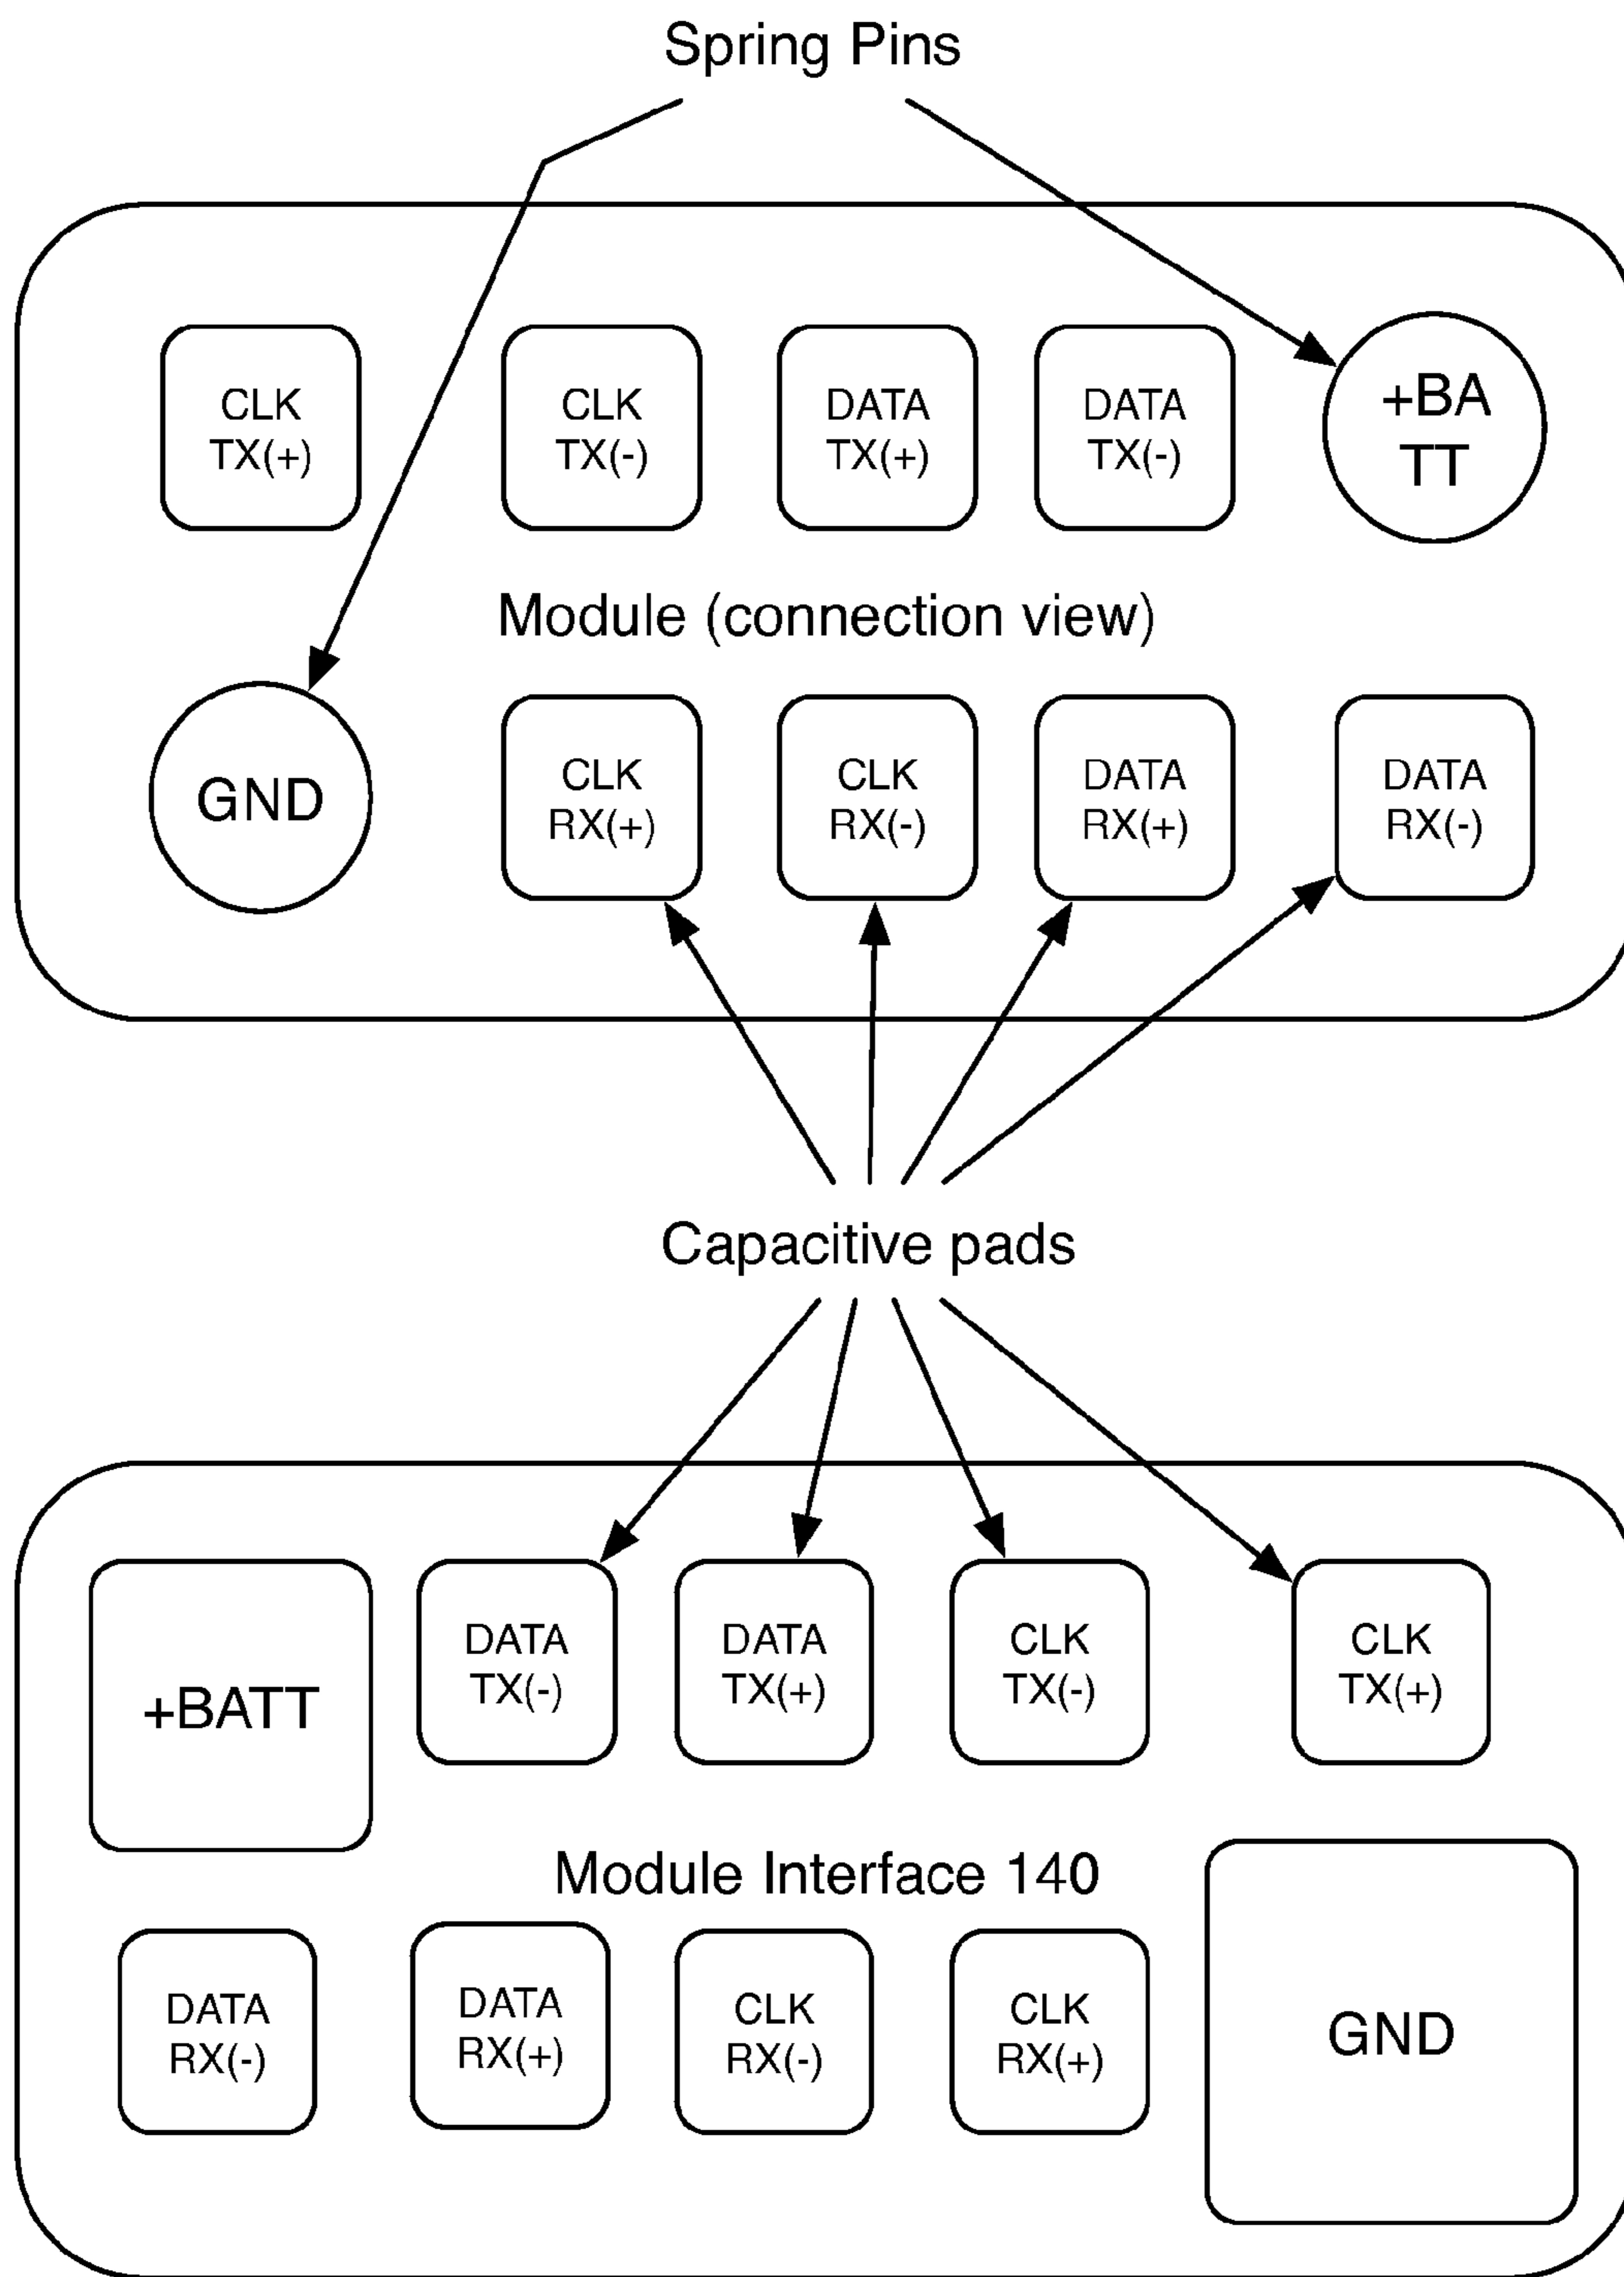 Spring Pins
CLK
TX(+)
CLK
TX(-)
DATA
TX(+)
DATA
TX(-)
+BA
TT
Module (connection view)
GND
CLK
RX(+)
CLK
RX(-)
DATA
RX(+)
DATA
RX(-)
Capacitive pads
+BATT
DATA
TX(-)
DATA
TX(+)
CLK
TX(-)
CLK
TX(+)
Module Interface 140
DATA
RX(-)
DATA
RX(+)
CLK
RX(-)
CLK
RX(+)
GND